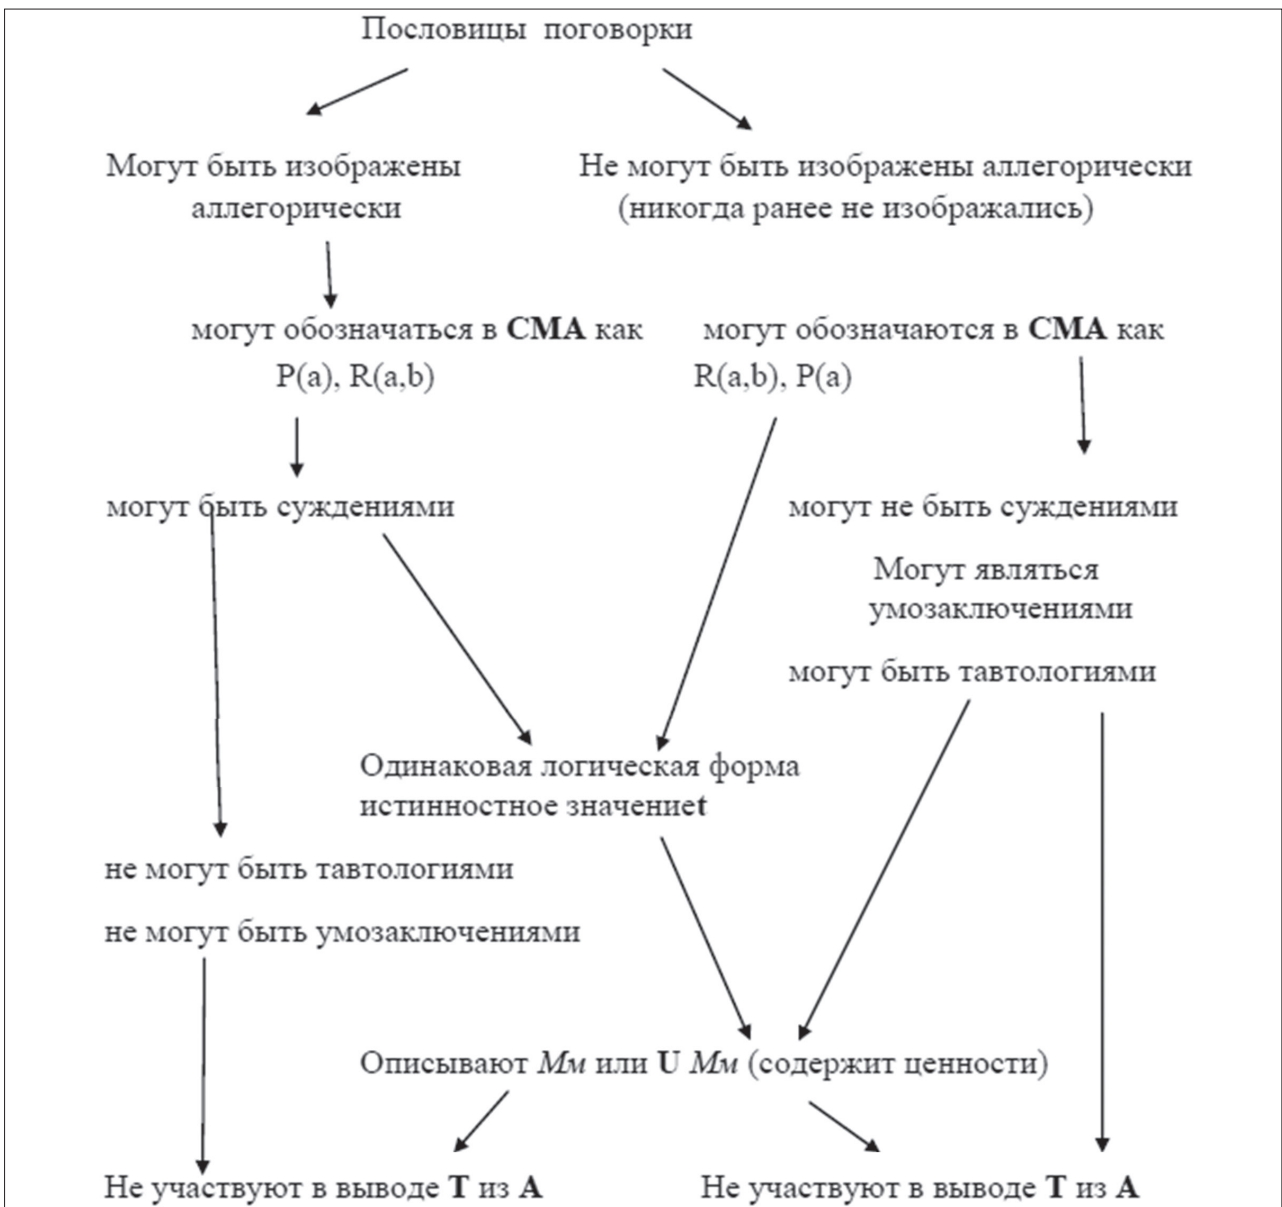 Пословицы поговорки
Могут быть изображены
аллегорически
Не могут быть изображены аллегорически
(никогда ранее не изображались)
могут обозначаться в СМА как
P(a), R(a,b)
могут обозначаются в СМА как
R(a,b), P(a)
могут быть суждениями
могут не быть суждениями
Могут являться
умозаключениями
могут быть тавтологиями
Одинаковая логическая форма
истинностное значениеt
не могут быть тавтологиями
не могут быть умозаключениями
Описывают Мм или U Мм (содержит ценности)
Не участвуют в выводе Т из А
Не участвуют в выводе Т из А